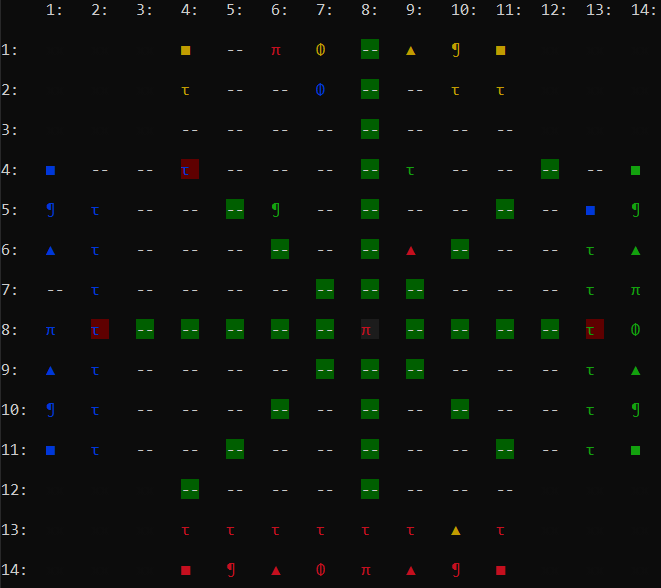 1: 2: 3: 4: 5: 6: 7: 8: 9: 10: 11: 12: 13: 14:
1: ■ -- π Φ -- ▲ ¶ ■
2: τ -- -- Φ -- -- τ τ
3: -- -- -- -- -- -- -- --
4: ■ -- -- τ -- -- -- -- τ -- -- -- -- ■
5: ¶ τ -- -- -- ¶ -- -- -- -- -- -- ■ ¶
6: ▲ τ -- -- -- -- -- -- ▲ -- -- -- τ ▲
7: -- τ -- -- -- -- -- -- -- -- -- -- τ π
8: π τ -- -- -- -- -- π -- -- -- -- τ Φ
9: ▲ τ -- -- -- -- -- -- -- -- -- -- τ ▲
10: ¶ τ -- -- -- -- -- -- -- -- -- -- τ ¶
11: ■ τ -- -- -- -- -- -- -- -- -- -- τ ■
12: -- -- -- -- -- -- -- --
13: τ τ τ τ τ τ ▲ τ
14: ■ ¶ ▲ Φ π ▲ ¶ ■